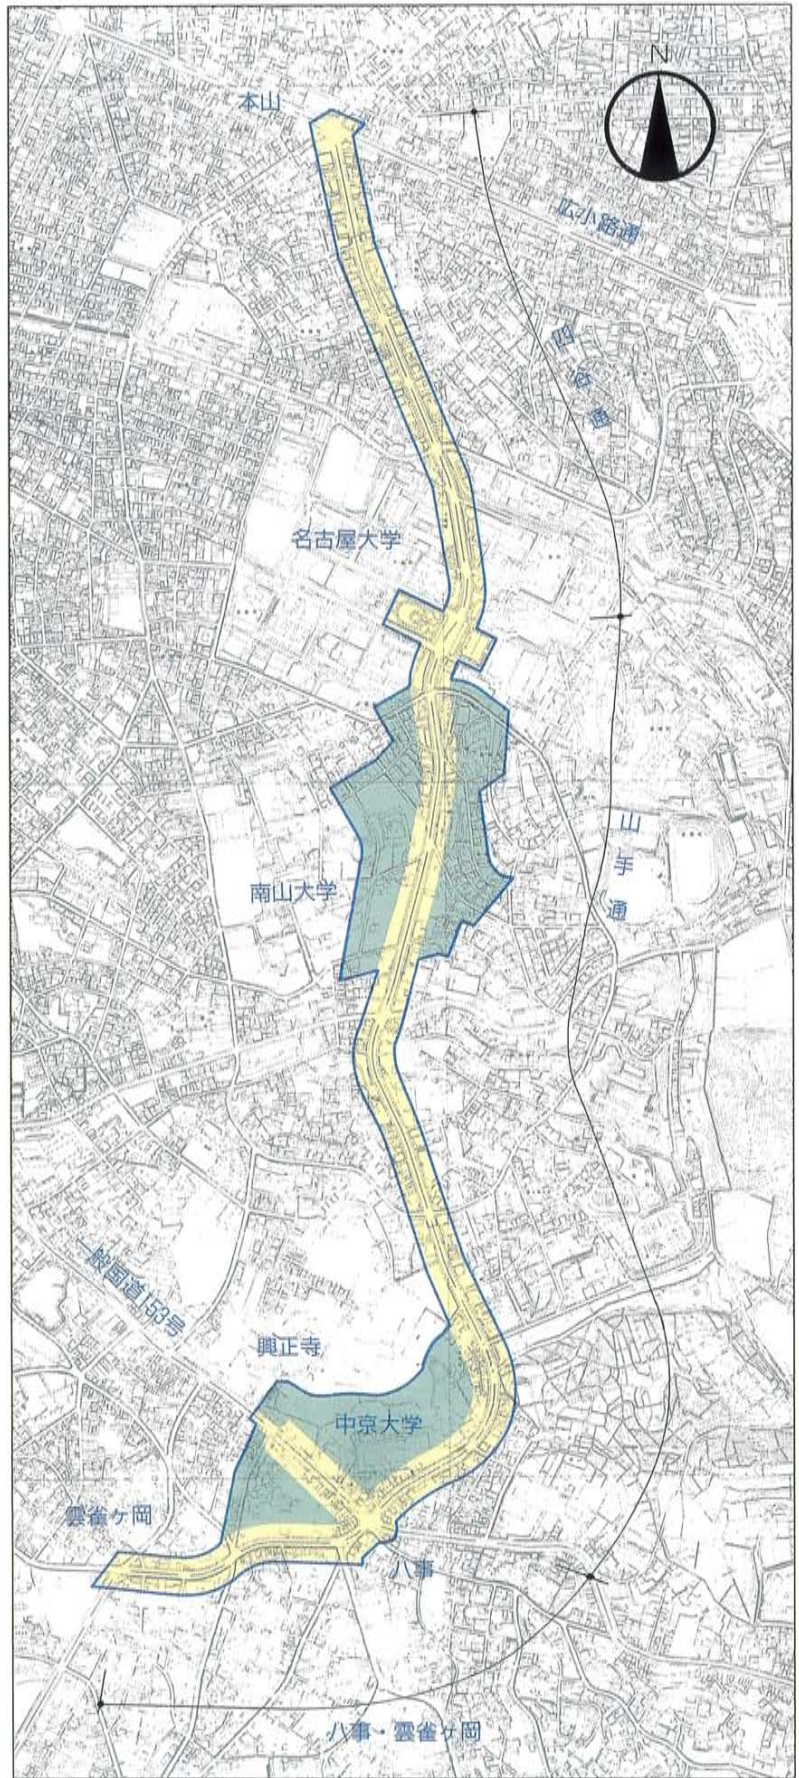 N
本山
広小路通
四谷通
名古屋大学
山手通
南山大学
一般国道153号
興正寺
中京大学
雲雀ヶ岡
八事
八事・雲雀ヶ岡